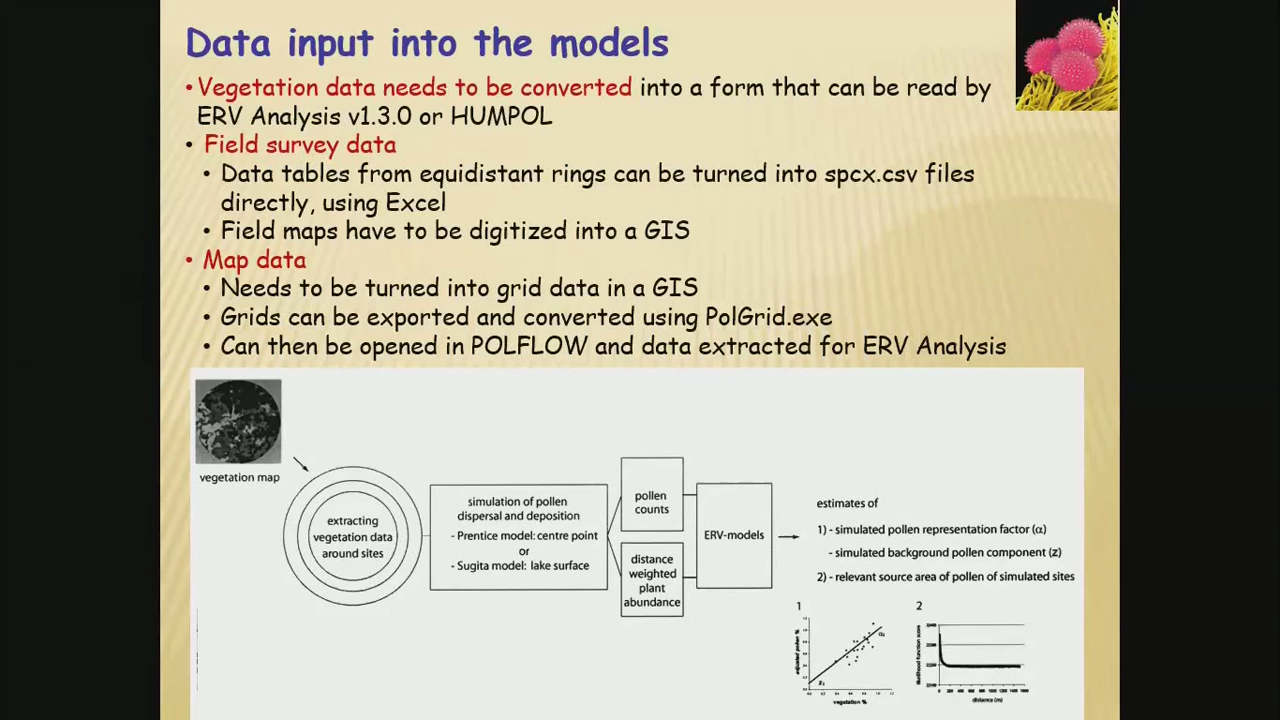 Data input into the models
• Vegetation data needs to be converted into a form that can be read by
ERV Analysis v1.3.0 or HUMPOL
• Field survey data
• Data tables from equidistant rings can be turned into spcx.csv files
directly, using Excel
• Field maps have to be digitized into a GIS
• Map data
• Needs to be turned into grid data in a GIS
• Grids can be exported and converted using PolGrid.exe
• Can then be opened in POLFLOW and data extracted for ERV Analysis
vegetation map
extracting
vegetation data
around sites
simulation of pollen
dispersal and deposition
- Prentice model: centre point
or
- Sugita model: lake surface
pollen
counts
distance
weighted
plant
abundance
ERV-models
estimates of
1) - simulated pollen representation factor (α)
- simulated background pollen component (z)
2) - relevant source area of pollen of simulated sites
1
adjusted pollen %
vegetation %
2
likelihood function score
distance (m)